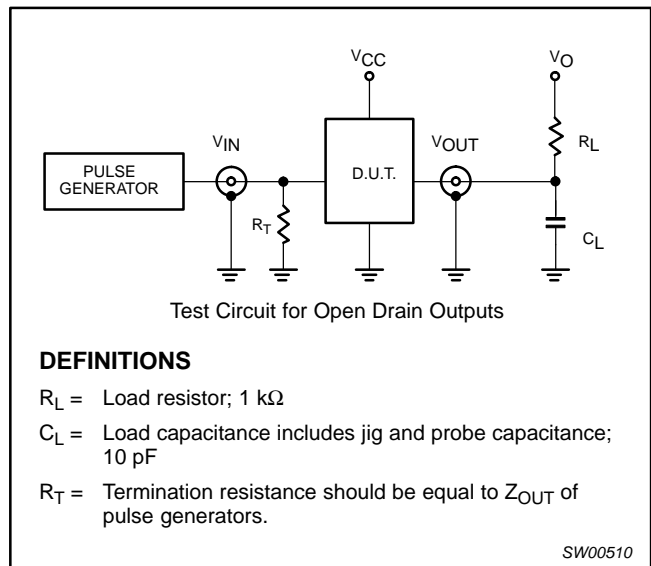 VCC
VO
VIN
VOUT
RL
PULSE
GENERATOR
D.U.T.
RT
CL
Test Circuit for Open Drain Outputs
DEFINITIONS
RL = Load resistor; 1 kΩ
CL = Load capacitance includes jig and probe capacitance;
10 pF
RT = Termination resistance should be equal to ZOUT of
pulse generators.
SW00510